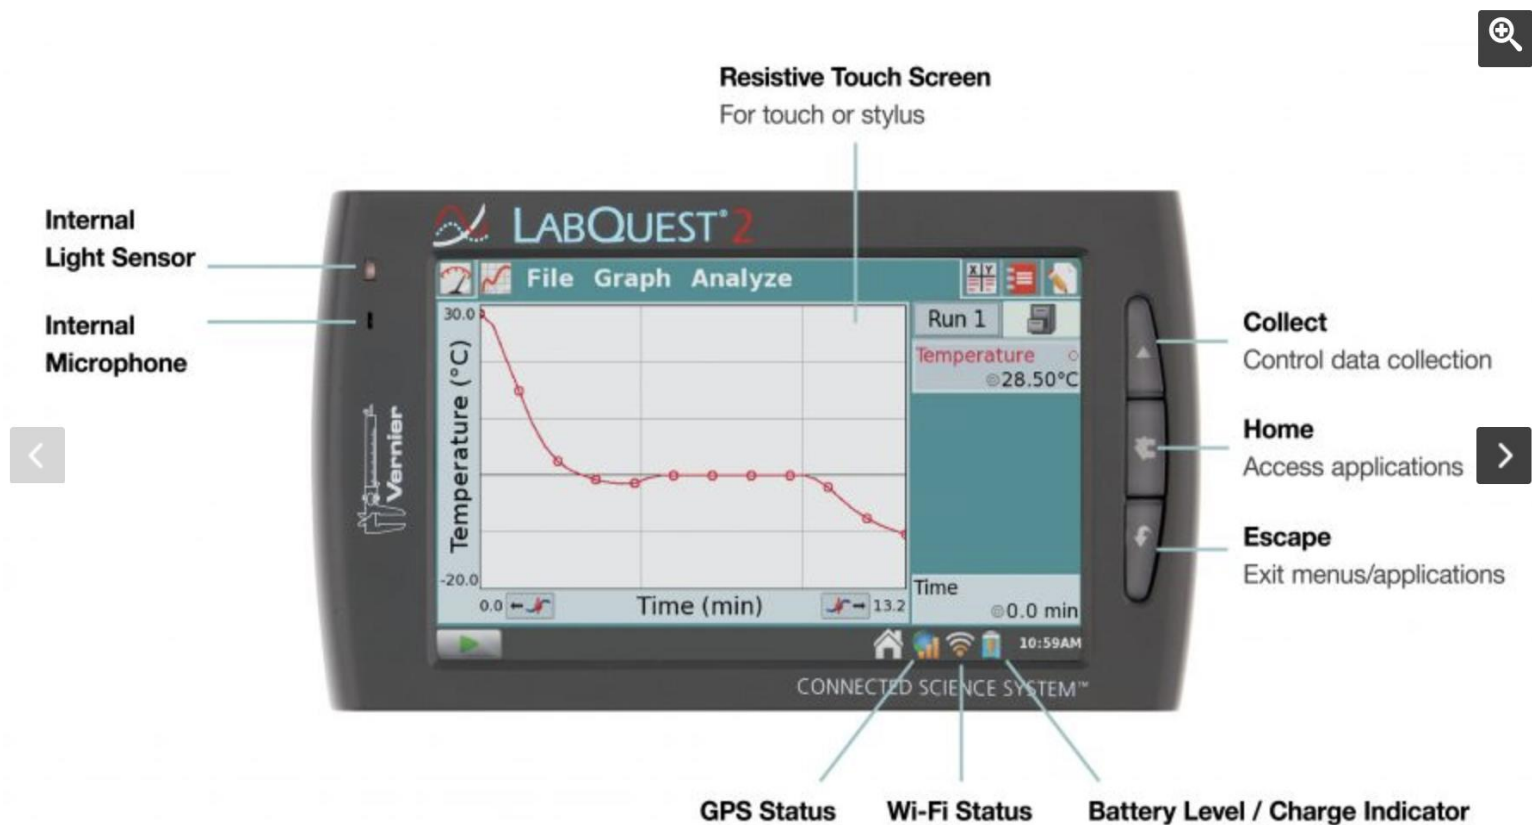 Resistive Touch Screen
For touch or stylus
Internal
Light Sensor
Internal
Microphone
LABQUEST® 2
File Graph Analyze
X Y
30.0
Temperature (°C)
-20.0
0.0
Time (min)
13.2
Run 1
Temperature
28.50°C
Time
0.0 min
10:59AM
Vernier
CONNECTED SCIENCE SYSTEM™
Collect
Control data collection
Home
Access applications
Escape
Exit menus/applications
GPS Status
Wi-Fi Status
Battery Level / Charge Indicator